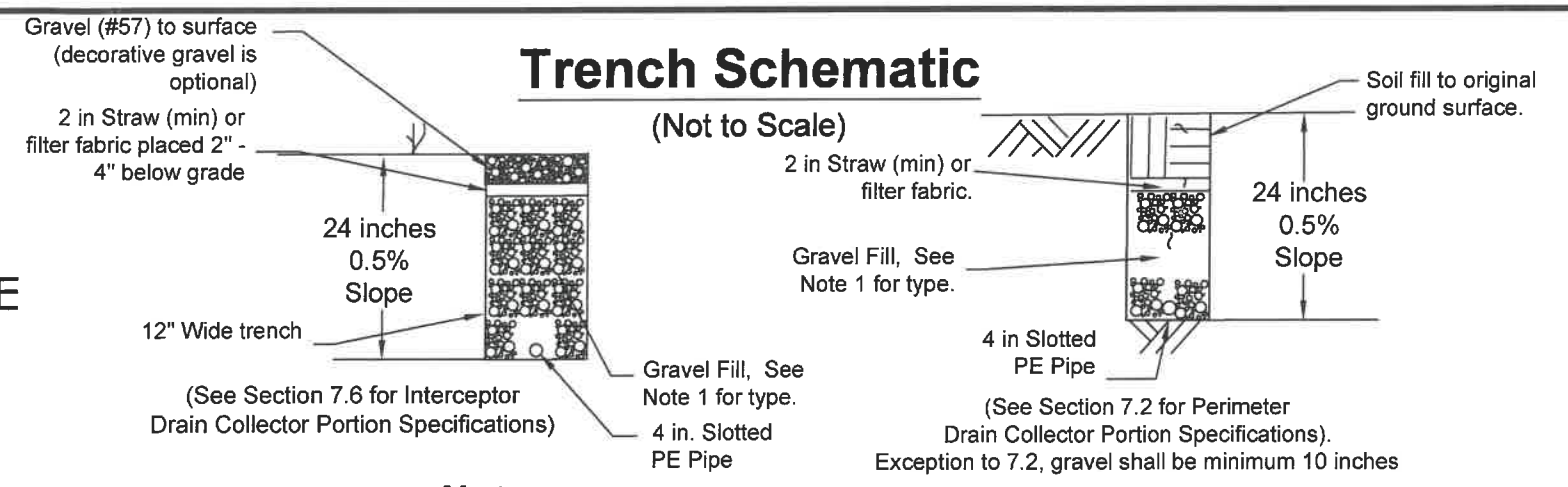 Trench Schematic
(Not to Scale)
Gravel (#57) to surface
(decorative gravel is
optional)
2 in Straw (min) or
filter fabric placed 2" -
4" below grade
24 inches
0.5%
Slope
E
12" Wide trench
Gravel Fill, See
Note 1 for type.
4 in. Slotted
PE Pipe
(See Section 7.6 for Interceptor
Drain Collector Portion Specifications)
Soil fill to original
ground surface.
2 in Straw (min) or
filter fabric.
24 inches
0.5%
Slope
Gravel Fill, See
Note 1 for type.
4 in Slotted
PE Pipe
(See Section 7.2 for Perimeter
Drain Collector Portion Specifications).
Exception to 7.2, gravel shall be minimum 10 inches